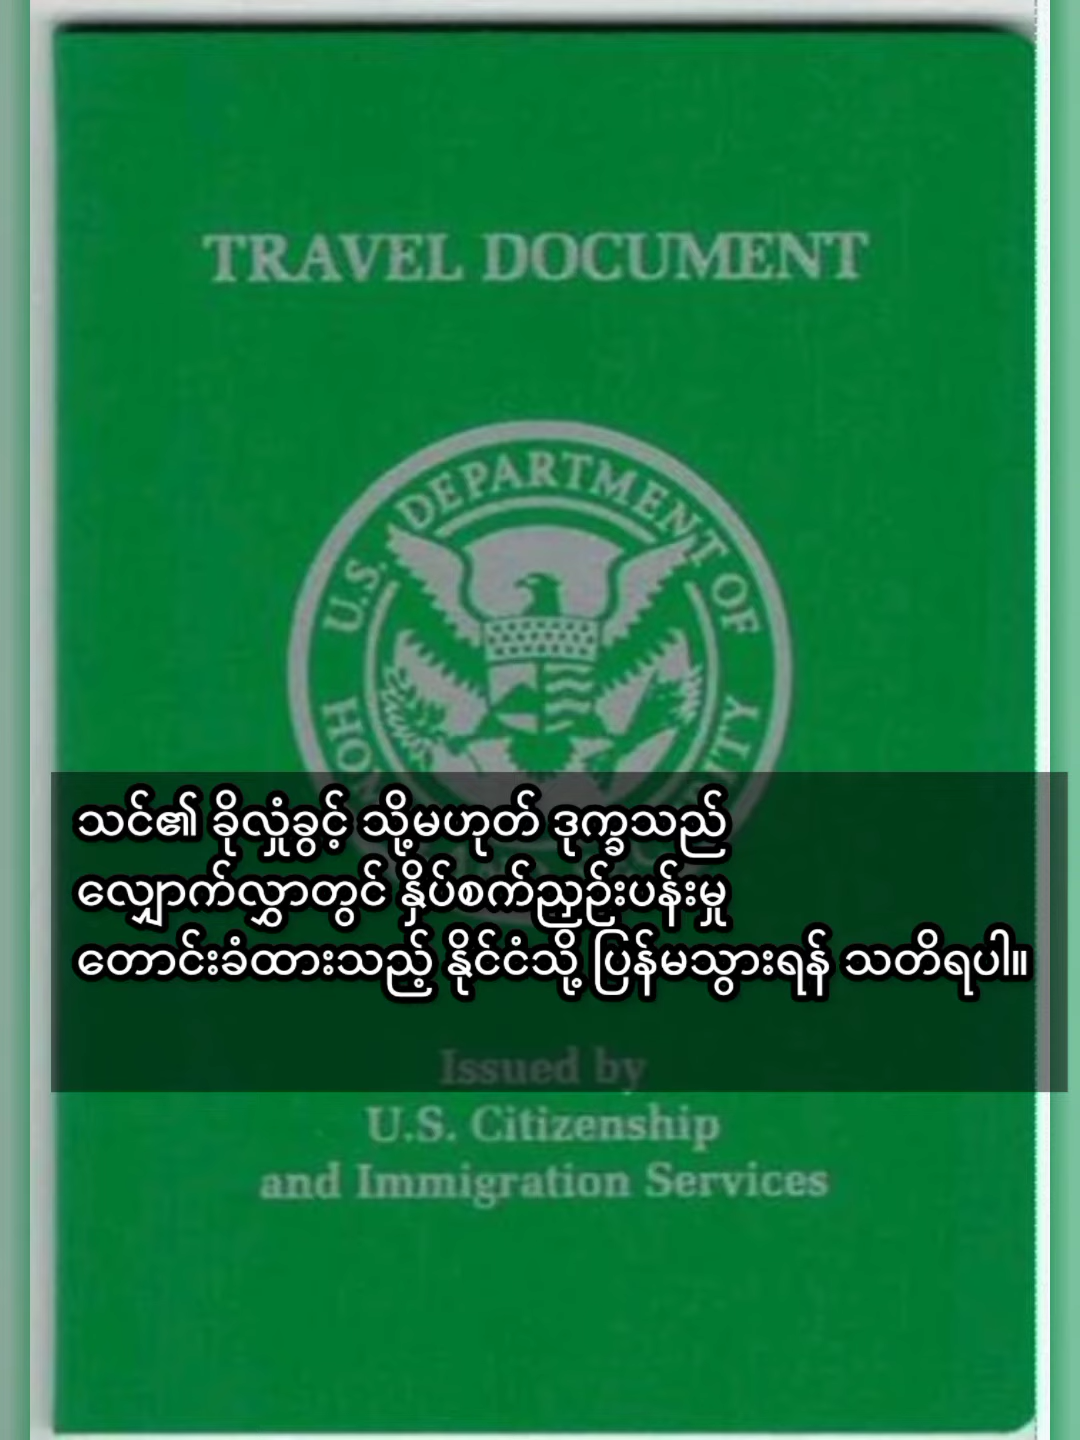 TRAVEL DOCUMENT
U.S. DEPARTMENT OF
သင်၏ ခိုလှုံခွင့် သို့မဟုတ် ဒုက္ခသည်
လျှောက်လွှာတွင် နှိပ်စက်ညှဉ်းပန်းမှု
တောင်းခံထားသည့် နိုင်ငံသို့ ပြန်မသွားရန် သတိရပါ။
Issued by
U.S. Citizenship
and Immigration Services